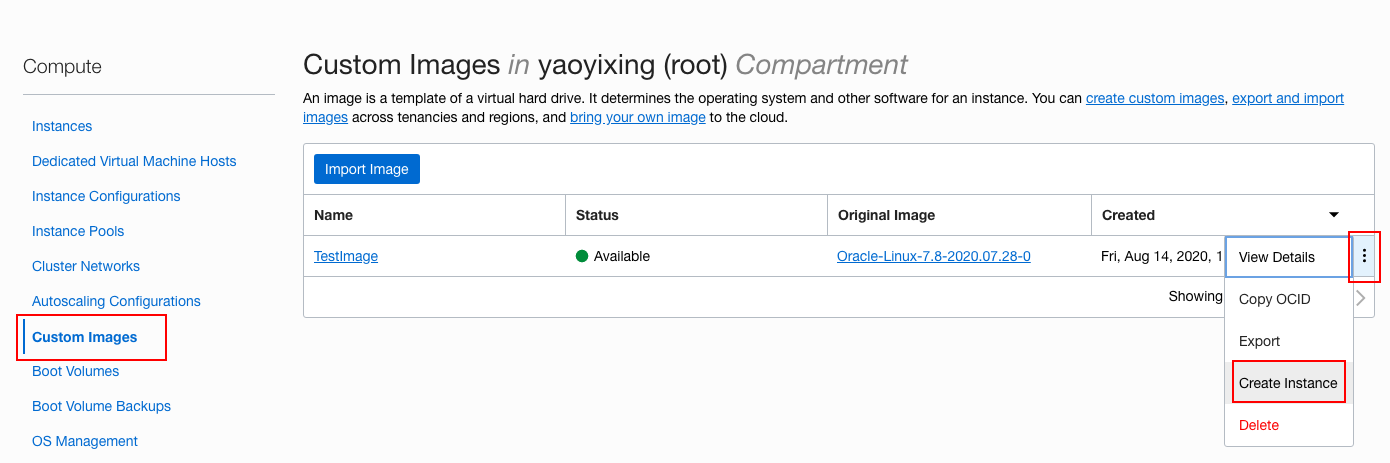 Compute
Instances
Dedicated Virtual Machine Hosts
Instance Configurations
Instance Pools
Cluster Networks
Autoscaling Configurations
Custom Images
Boot Volumes
Boot Volume Backups
OS Management
Custom Images in yaoyixing (root) Compartment
An image is a template of a virtual hard drive. It determines the operating system and other software for an instance. You can create custom images, export and import
images across tenancies and regions, and bring your own image to the cloud.
Import Image
Name Status Original Image Created
TestImage Available Oracle-Linux-7.8-2020.07.28-0 Fri, Aug 14, 2020, 1
Showing
View Details
Copy OCID
Export
Create Instance
Delete